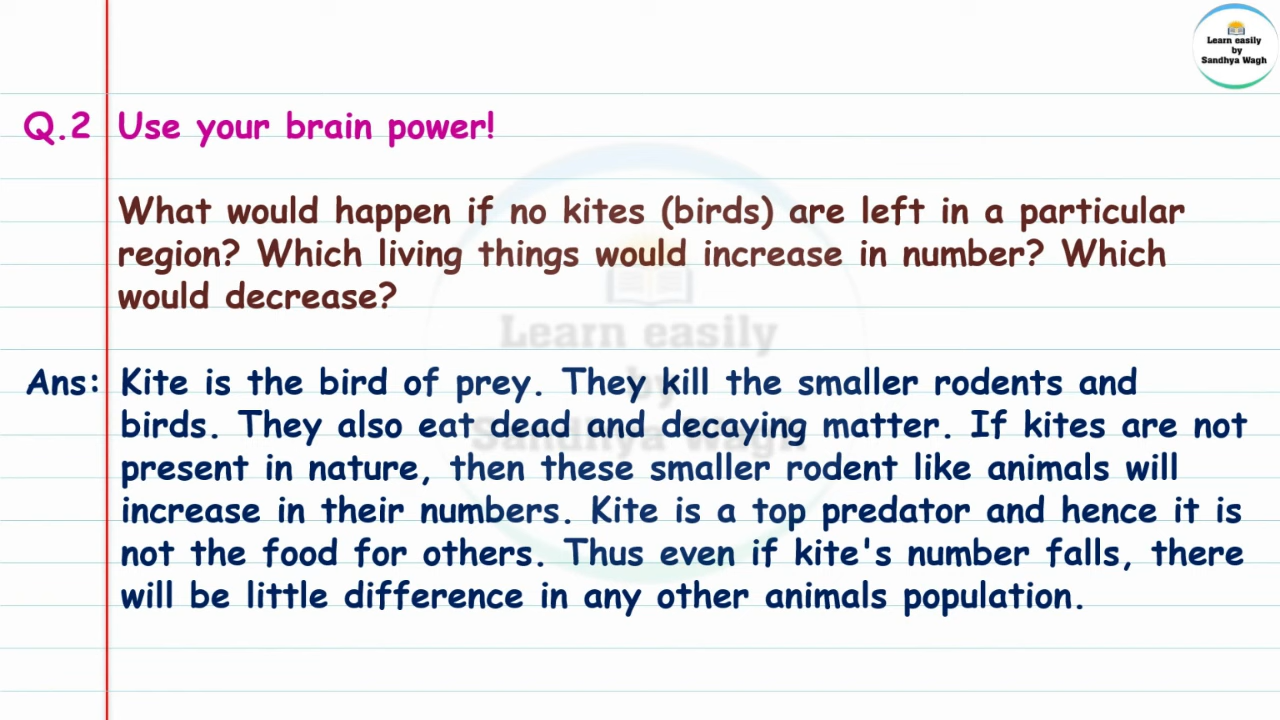 Learn easily
by
Sandhya Wagh
Q.2 Use your brain power!
What would happen if no kites (birds) are left in a particular
region? Which living things would increase in number? Which
would decrease?
Learn easily
by
Sandhya Wagh
Ans: Kite is the bird of prey. They kill the smaller rodents and
birds. They also eat dead and decaying matter. If kites are not
present in nature, then these smaller rodent like animals will
increase in their numbers. Kite is a top predator and hence it is
not the food for others. Thus even if kite's number falls, there
will be little difference in any other animals population.